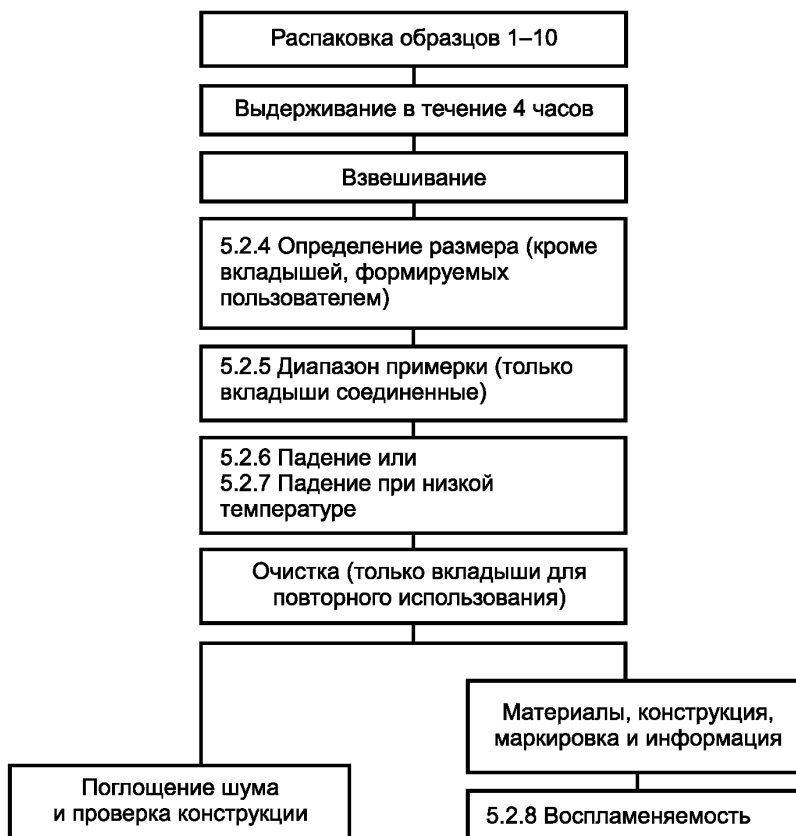 Распаковка образцов 1–10
Выдерживание в течение 4 часов
Взвешивание
5.2.4 Определение размера (кроме
вкладышей, формируемых
пользователем)
5.2.5 Диапазон примерки (только
вкладыши соединенные)
5.2.6 Падение или
5.2.7 Падение при низкой
температуре
Очистка (только вкладыши для
повторного использования)
Поглощение шума
и проверка конструкции
Материалы, конструкция,
маркировка и информация
5.2.8 Воспламеняемость